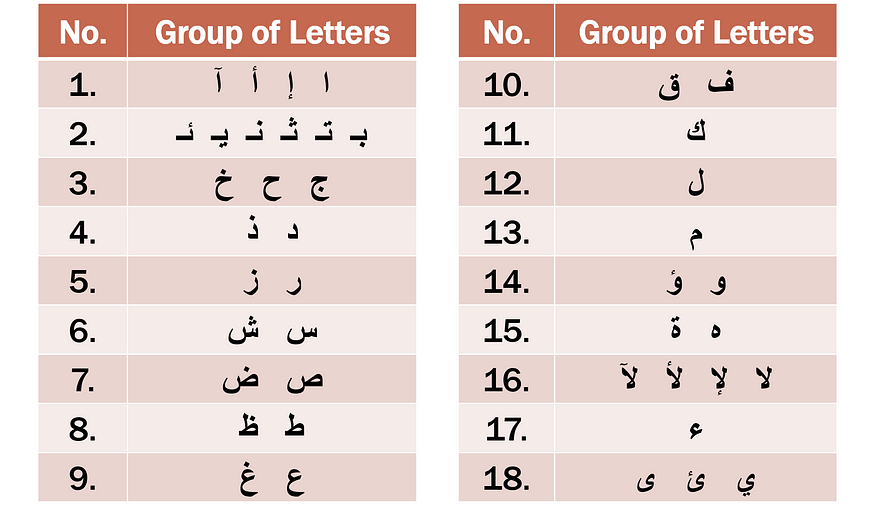 No. Group of Letters
1. ا إ أ آ
2. بـ تـ ثـ نـ يـ ئـ
3. ج ح خ
4. د ذ
5. ر ز
6. س ش
7. ص ض
8. ط ظ
9. ع غ
No. Group of Letters
10. ف ق
11. ك
12. ل
13. م
14. و ؤ
15. ه ة
16. لا لإ لأ لآ
17. ء
18. ي ئ ى